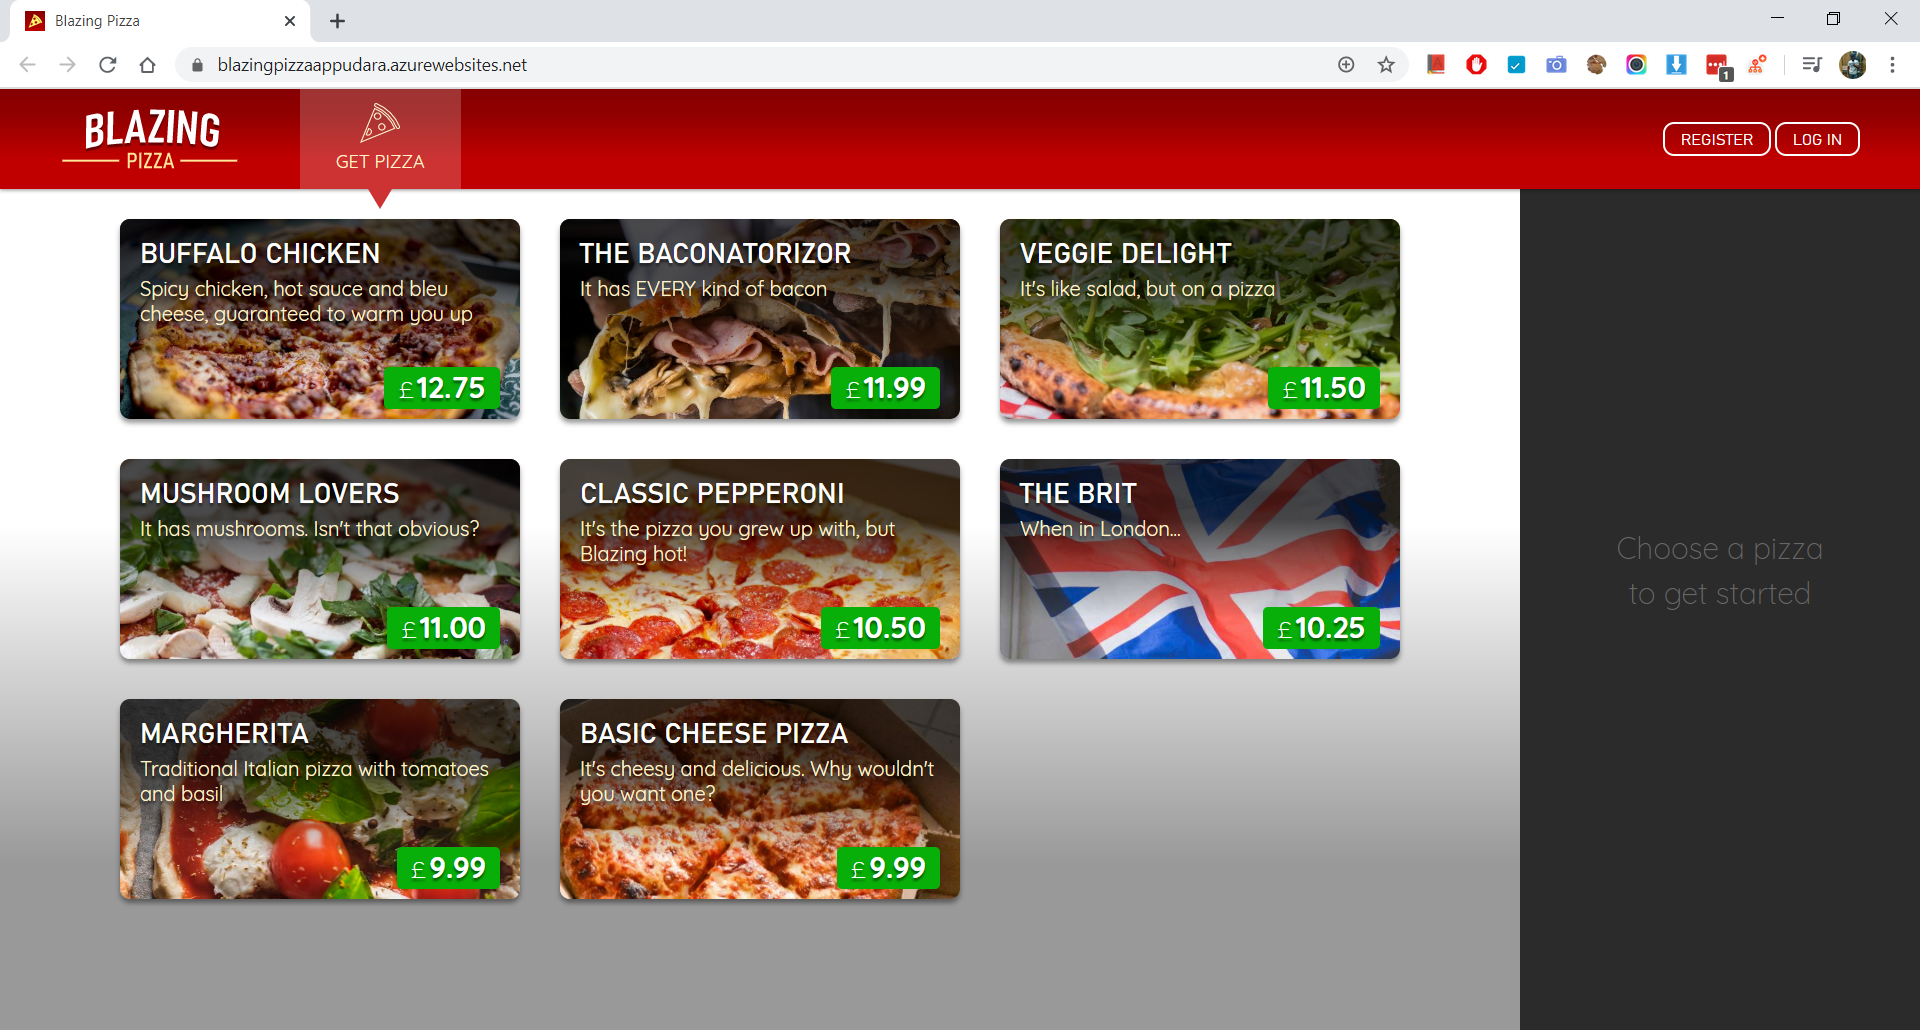 Blazing Pizza
blazingpizzaappudara.azurewebsites.net
1
BLAZING
PIZZA
GET PIZZA
REGISTER
LOG IN
BUFFALO CHICKEN
Spicy chicken, hot sauce and bleu
cheese, guaranteed to warm you up
£12.75
THE BACONATORIZOR
It has EVERY kind of bacon
£11.99
VEGGIE DELIGHT
It's like salad, but on a pizza
£11.50
MUSHROOM LOVERS
It has mushrooms. Isn't that obvious?
£11.00
CLASSIC PEPPERONI
It's the pizza you grew up with, but
Blazing hot!
£10.50
THE BRIT
When in London...
£10.25
MARGHERITA
Traditional Italian pizza with tomatoes
and basil
£9.99
BASIC CHEESE PIZZA
It's cheesy and delicious. Why wouldn't
you want one?
£9.99
Choose a pizza
to get started